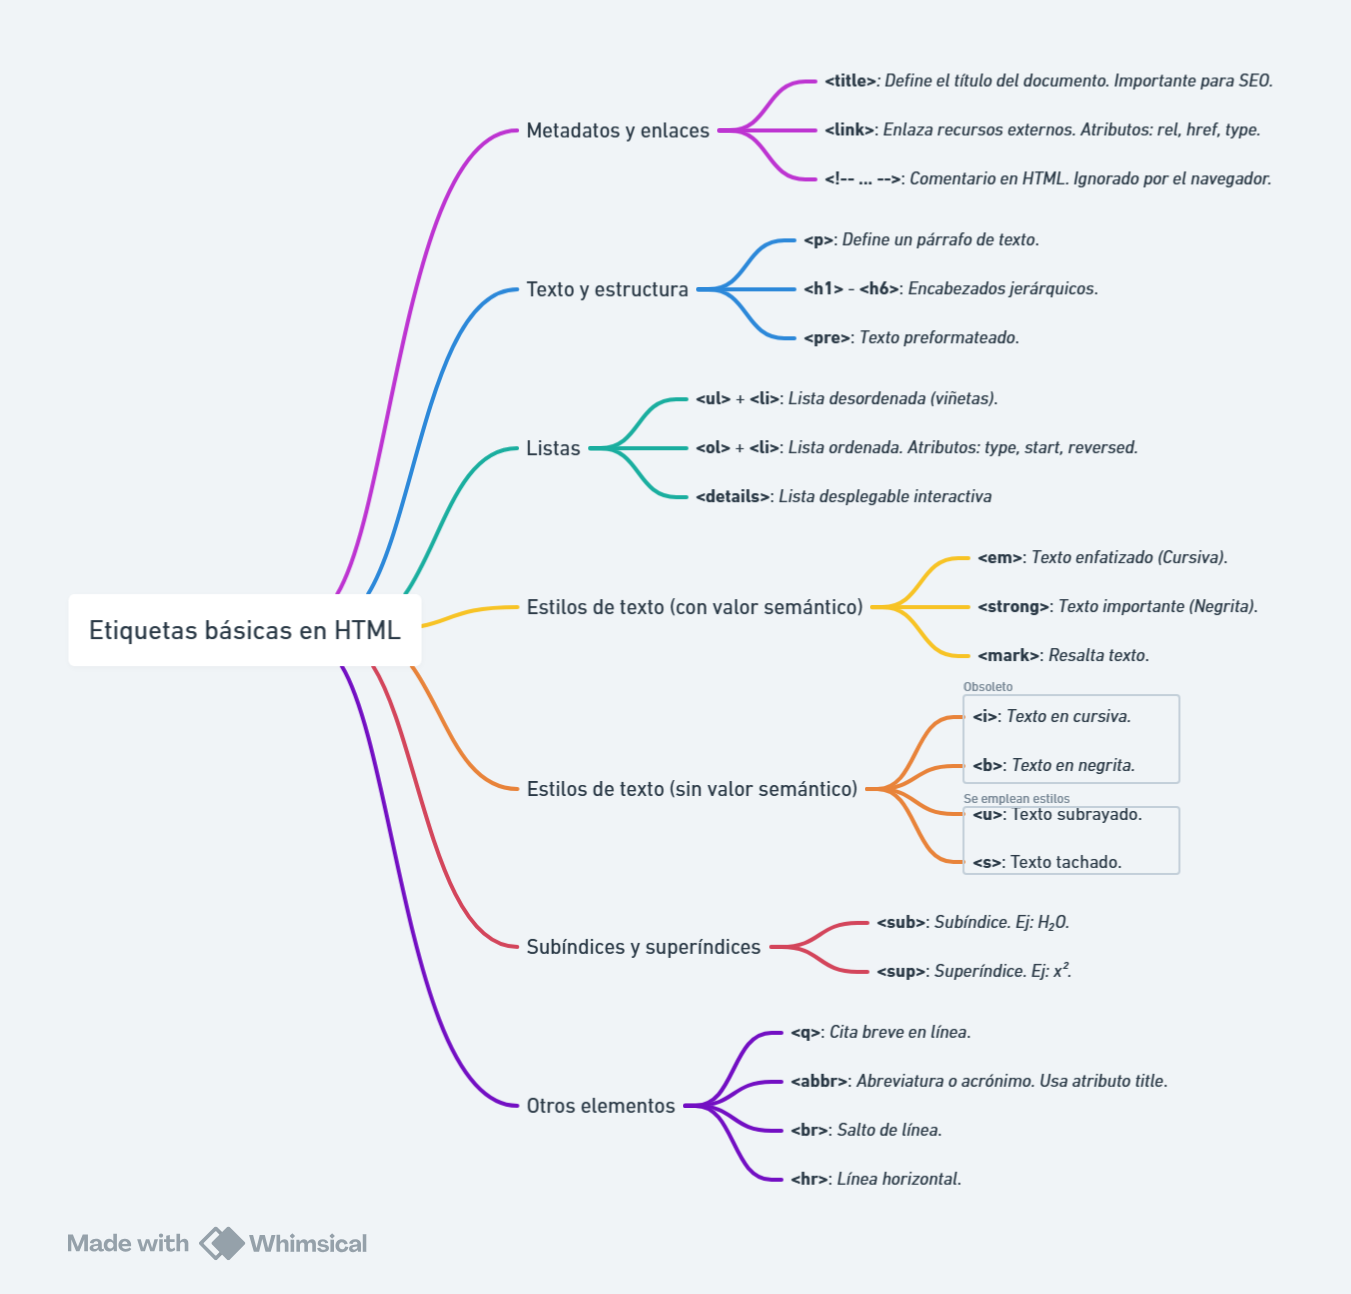 Etiquetas básicas en HTML
Metadatos y enlaces
<title>: Define el título del documento. Importante para SEO.
<link>: Enlaza recursos externos. Atributos: rel, href, type.
<!-- ... -->: Comentario en HTML. Ignorado por el navegador.
Texto y estructura
<p>: Define un párrafo de texto.
<h1> - <h6>: Encabezados jerárquicos.
<pre>: Texto preformateado.
Listas
<ul> + <li>: Lista desordenada (viñetas).
<ol> + <li>: Lista ordenada. Atributos: type, start, reversed.
<details>: Lista desplegable interactiva
Estilos de texto (con valor semántico)
<em>: Texto enfatizado (Cursiva).
<strong>: Texto importante (Negrita).
<mark>: Resalta texto.
Estilos de texto (sin valor semántico)
Obsoleto
<i>: Texto en cursiva.
<b>: Texto en negrita.
Se emplean estilos
<u>: Texto subrayado.
<s>: Texto tachado.
Subíndices y superíndices
<sub>: Subíndice. Ej: H₂O.
<sup>: Superíndice. Ej: x².
Otros elementos
<q>: Cita breve en línea.
<abbr>: Abreviatura o acrónimo. Usa atributo title.
<br>: Salto de línea.
<hr>: Línea horizontal.
Made with Whimsical